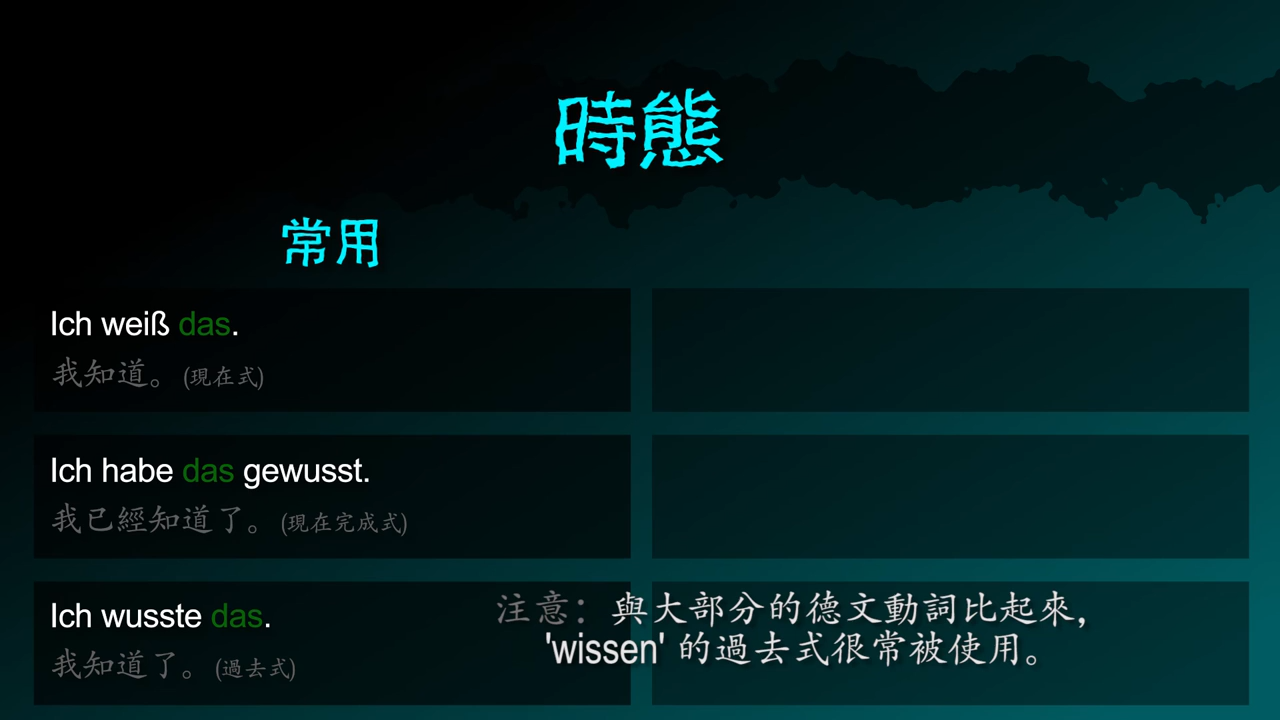 時態
常用
Ich weiß das.
我知道。(現在式)
Ich habe das gewusst.
我已經知道了。(現在完成式)
Ich wusste das.
我知道了。(過去式)
注意：與大部分的德文動詞比起來，
'wissen' 的過去式很常被使用。